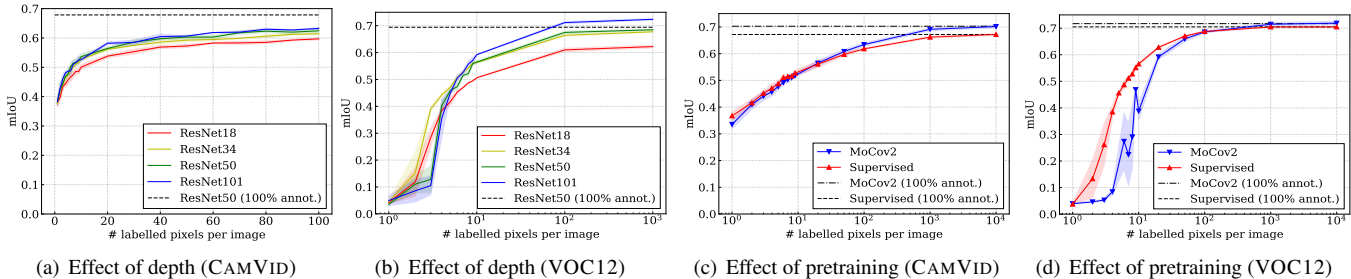 mIoU
0.7
0.6
0.5
0.4
0.3
0.2
0.1
0.0
0 20 40 60 80 100
# labelled pixels per image
ResNet18
ResNet34
ResNet50
ResNet101
ResNet50 (100% annot.)
(a) Effect of depth (CAMVID)
mIoU
0.7
0.6
0.5
0.4
0.3
0.2
0.1
0.0
10⁰ 10¹ 10² 10³
# labelled pixels per image
ResNet18
ResNet34
ResNet50
ResNet101
ResNet50 (100% annot.)
(b) Effect of depth (VOC12)
mIoU
0.7
0.6
0.5
0.4
0.3
0.2
0.1
0.0
10⁰ 10¹ 10² 10³ 10⁴
# labelled pixels per image
MoCov2
Supervised
MoCov2 (100% annot.)
Supervised (100% annot.)
(c) Effect of pretraining (CAMVID)
mIoU
0.7
0.6
0.5
0.4
0.3
0.2
0.1
0.0
10⁰ 10¹ 10² 10³ 10⁴
# labelled pixels per image
MoCov2
Supervised
MoCov2 (100% annot.)
Supervised (100% annot.)
(d) Effect of pretraining (VOC12)